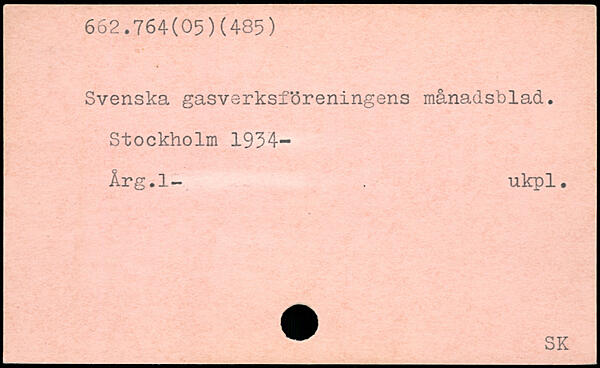 662.764(05)(485)
Svenska gasverksföreningens månadsblad.
Stockholm 1934-
Årg.1- ukpl.
SK